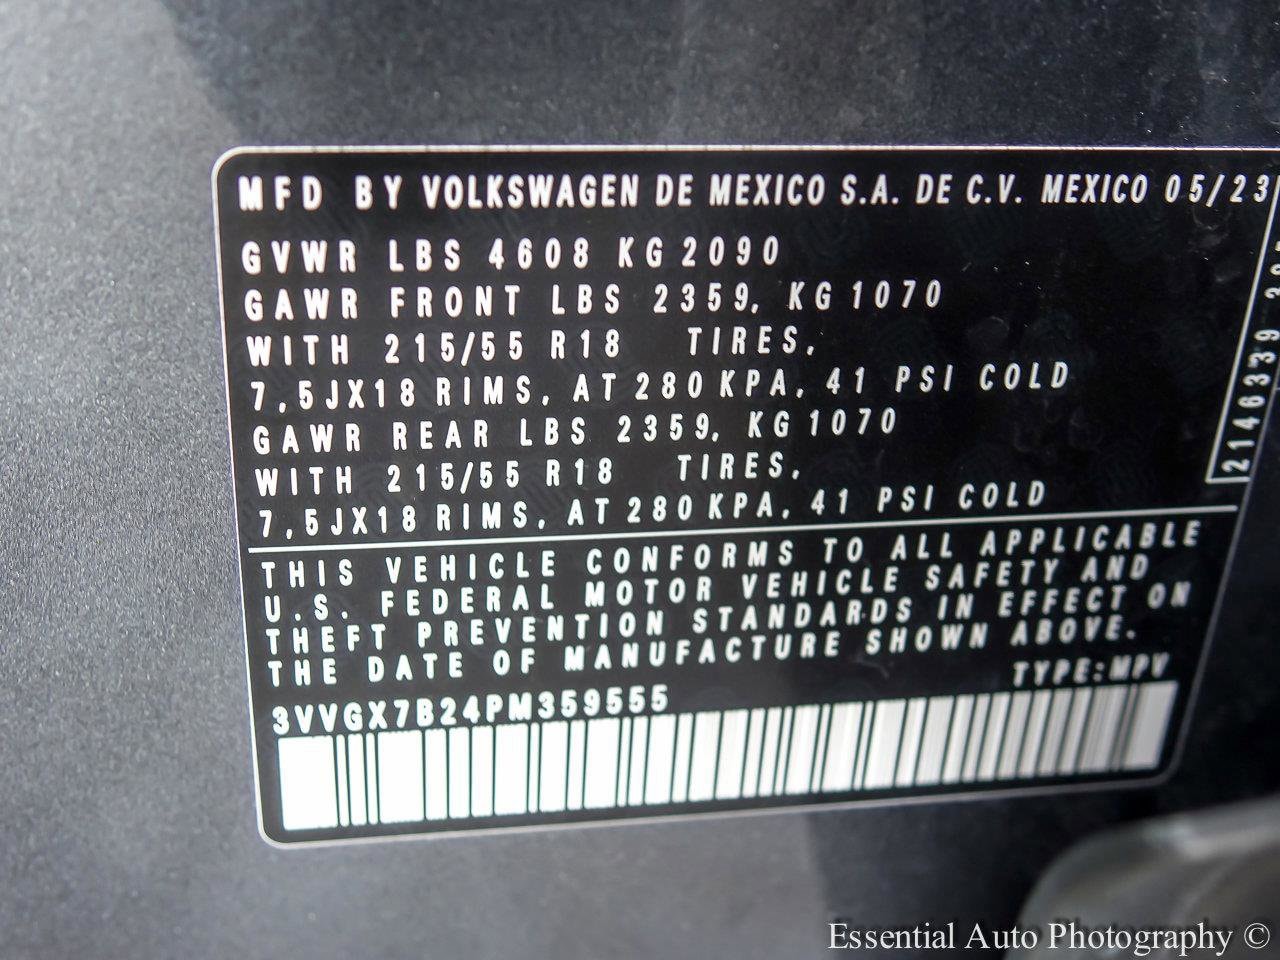 MFD BY VOLKSWAGEN DE MEXICO S.A. DE C.V. MEXICO 05/23
GVWR LBS 4608 KG 2090
GAWR FRONT LBS 2359, KG 1070
WITH 215/55 R18 TIRES,
7,5JX18 RIMS, AT 280 KPA, 41 PSI COLD
GAWR REAR LBS 2359, KG 1070
WITH 215/55 R18 TIRES,
7,5JX18 RIMS, AT 280 KPA, 41 PSI COLD
2146339
THIS VEHICLE CONFORMS TO ALL APPLICABLE
U.S. FEDERAL MOTOR VEHICLE SAFETY AND
THEFT PREVENTION STANDARDS IN EFFECT ON
THE DATE OF MANUFACTURE SHOWN ABOVE.
TYPE:MPV
3VVGX7B24PM359555
Essential Auto Photography ©